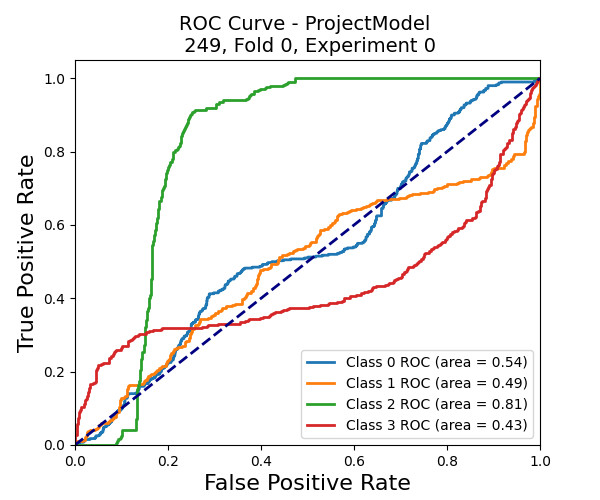 ROC Curve - ProjectModel
249, Fold 0, Experiment 0
True Positive Rate
1.0
0.8
0.6
0.4
0.2
0.0
Class 0 ROC (area = 0.54)
Class 1 ROC (area = 0.49)
Class 2 ROC (area = 0.81)
Class 3 ROC (area = 0.43)
0.0 0.2 0.4 0.6 0.8 1.0
False Positive Rate